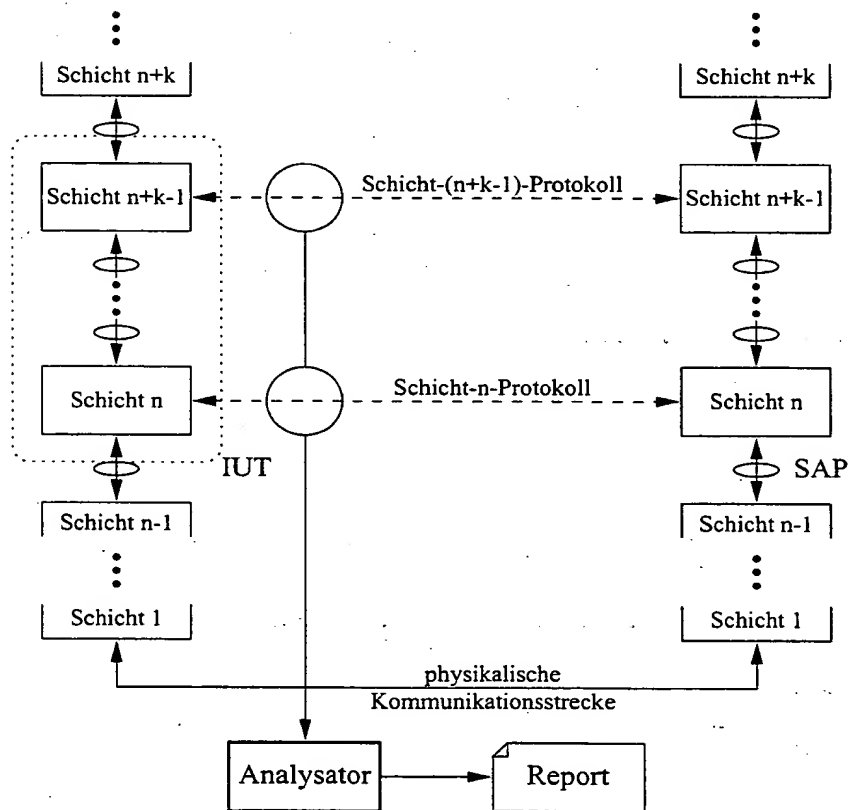 Schicht n+k
Schicht n+k
Schicht n+k-1
Schicht-(n+k-1)-Protokoll
Schicht n+k-1
Schicht n
Schicht-n-Protokoll
Schicht n
IUT
SAP
Schicht n-1
Schicht n-1
Schicht 1
Schicht 1
physikalische
Kommunikationsstrecke
Analysator
Report